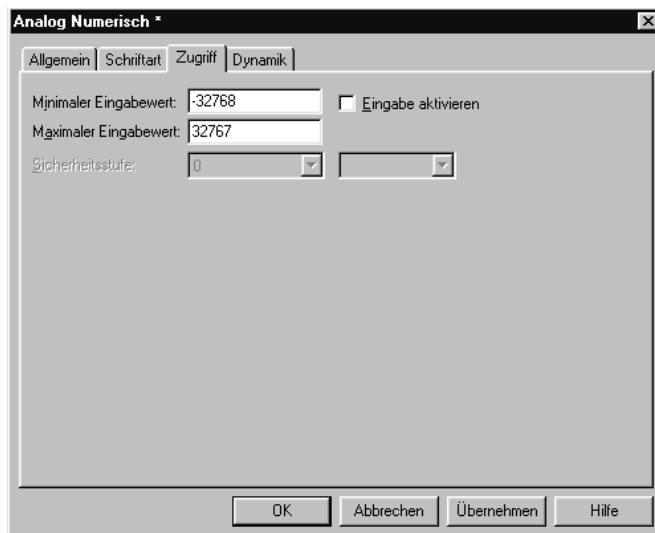 Analog Numerisch *
Allgemein Schriftart Zugriff Dynamik
Minimaler Eingabewert: -32768 Eingabe aktivieren
Maximaler Eingabewert: 32767
Sicherheitsstufe: 0
OK Abbrechen Übernehmen Hilfe